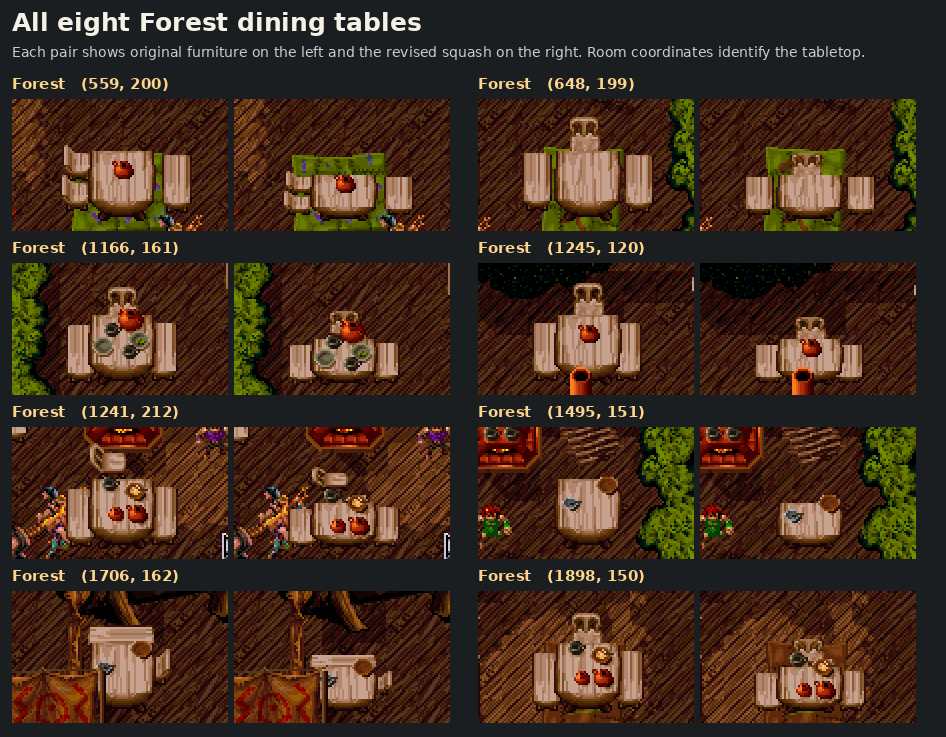 All eight Forest dining tables
Each pair shows original furniture on the left and the revised squash on the right. Room coordinates identify the tabletop.
Forest (559, 200)
Forest (648, 199)
Forest (1166, 161)
Forest (1245, 120)
Forest (1241, 212)
Forest (1495, 151)
Forest (1706, 162)
Forest (1898, 150)